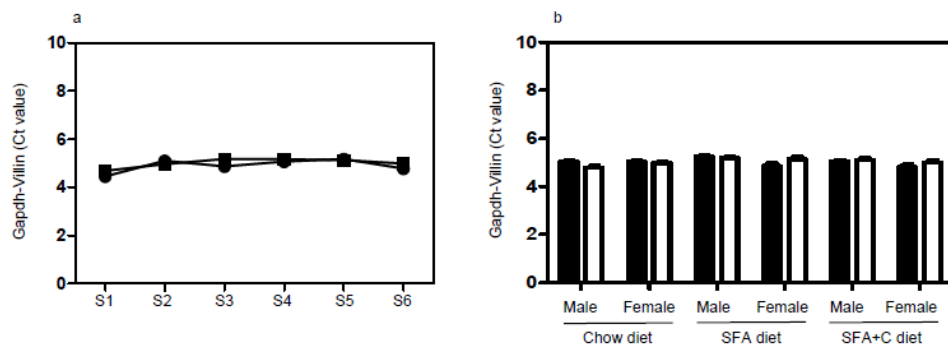 a
Gapdh-Villin (Ct value)
10
8
6
4
2
0
S1 S2 S3 S4 S5 S6
b
Gapdh-Villin (Ct value)
10
8
6
4
2
0
Male Female Male Female Male Female
Chow diet SFA diet SFA+C diet